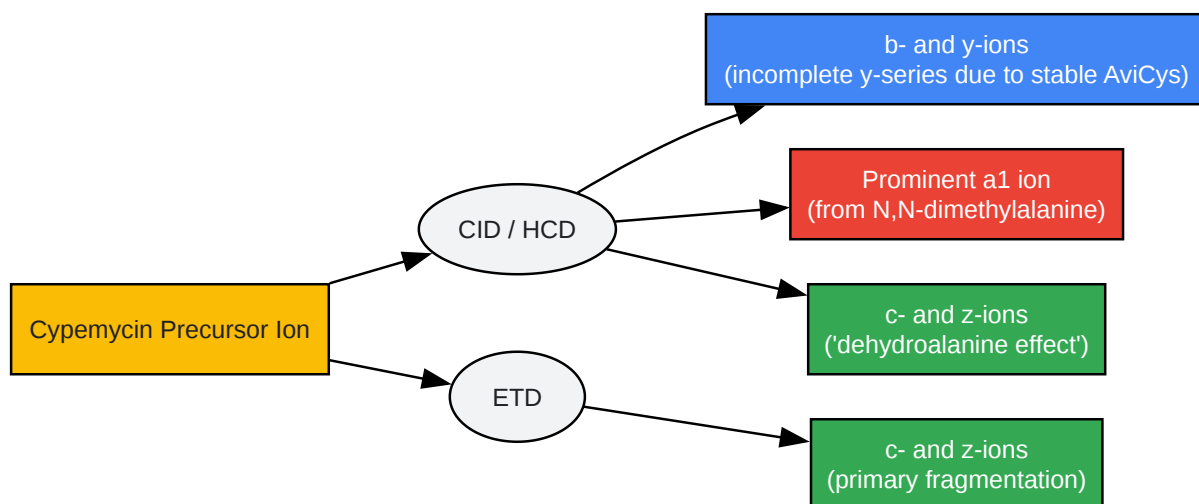 b- and y-ions
(incomplete y-series due to stable AviCys)
Prominent a1 ion
(from N,N-dimethylalanine)
CID / HCD
Cypemycin Precursor Ion
c- and z-ions
('dehydroalanine effect')
ETD
c- and z-ions
(primary fragmentation)